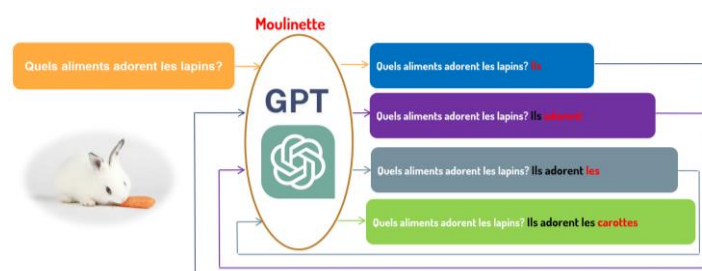 Moulinette
Quels aliments adorent les lapins?
GPT
Quels aliments adorent les lapins? Ils
Quels aliments adorent les lapins? Ils adorent
Quels aliments adorent les lapins? Ils adorent les
Quels aliments adorent les lapins? Ils adorent les carottes